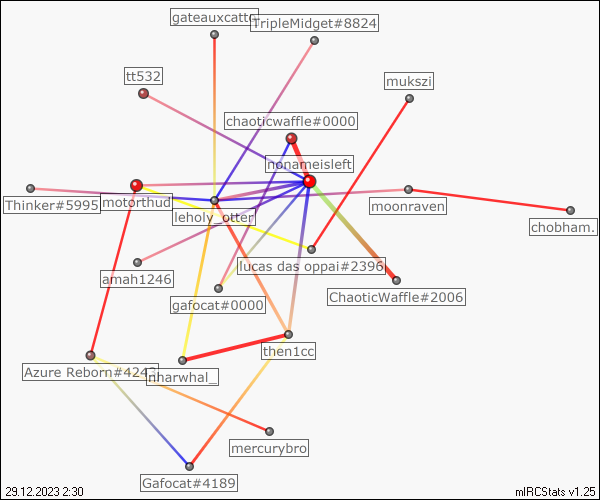 gateauxcatte
TripleMidget#8824
tt532
mukszi
chaoticwaffle#0000
nonameisleft
Thinker#5995
motorthud
leholy_otter
moonraven
chobham.
lucas das oppai#2396
amah1246
gafocat#0000
ChaoticWaffle#2006
then1cc
Azure Reborn#424
nharwhal_
mercurybro
Gafocat#4189
29.12.2023 2:30
mIRCStats v1.25